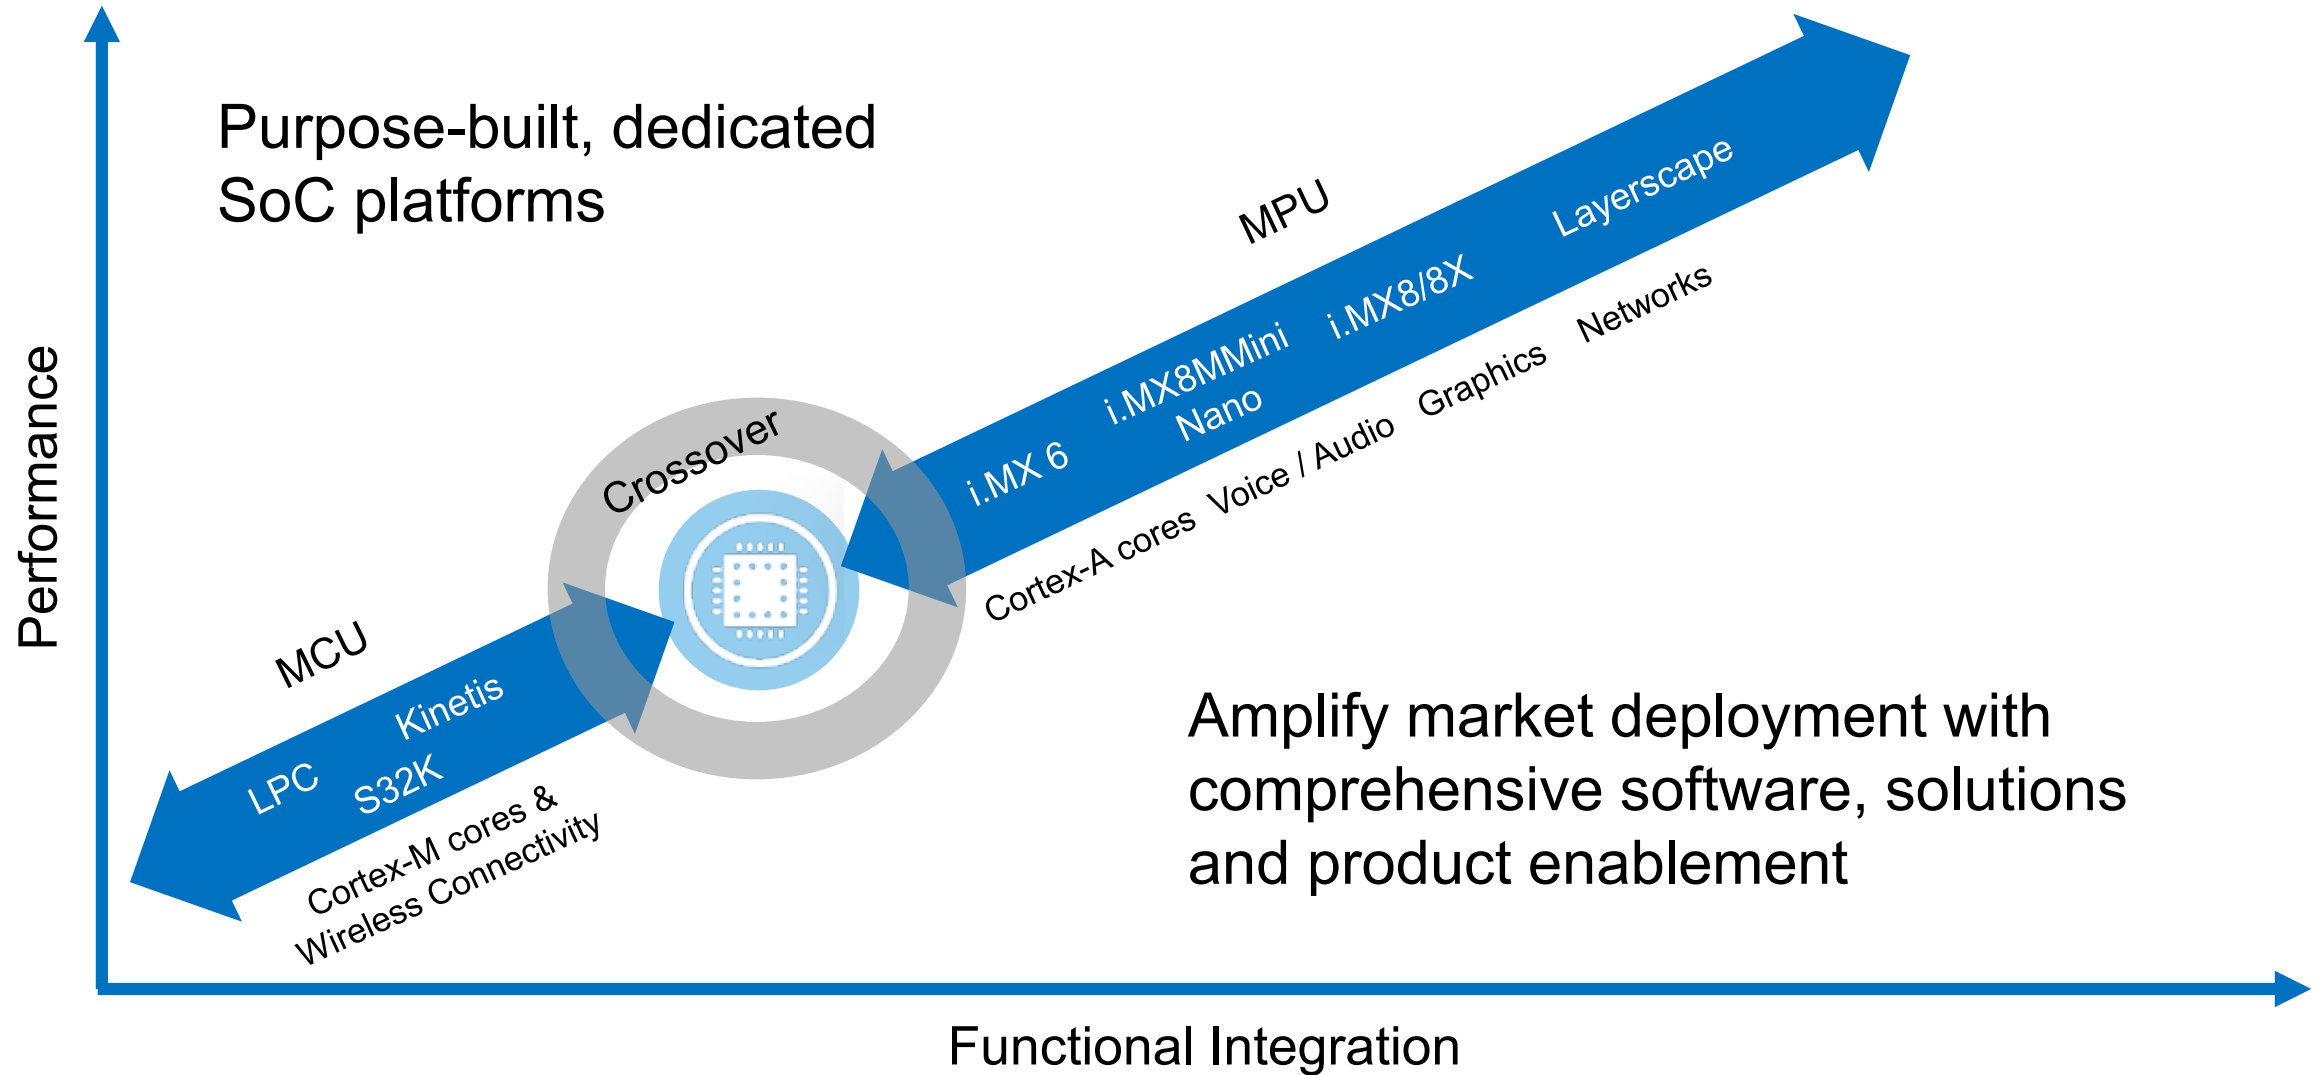 Purpose-built, dedicated
SoC platforms
Performance
MPU
Layerscape
i.MX8/8X
i.MX8MMini
Nano
i.MX 6
Networks
Graphics
Voice / Audio
Cortex-A cores
Crossover
MCU
Kinetis
LPC
S32K
Cortex-M cores &
Wireless Connectivity
Amplify market deployment with
comprehensive software, solutions
and product enablement
Functional Integration